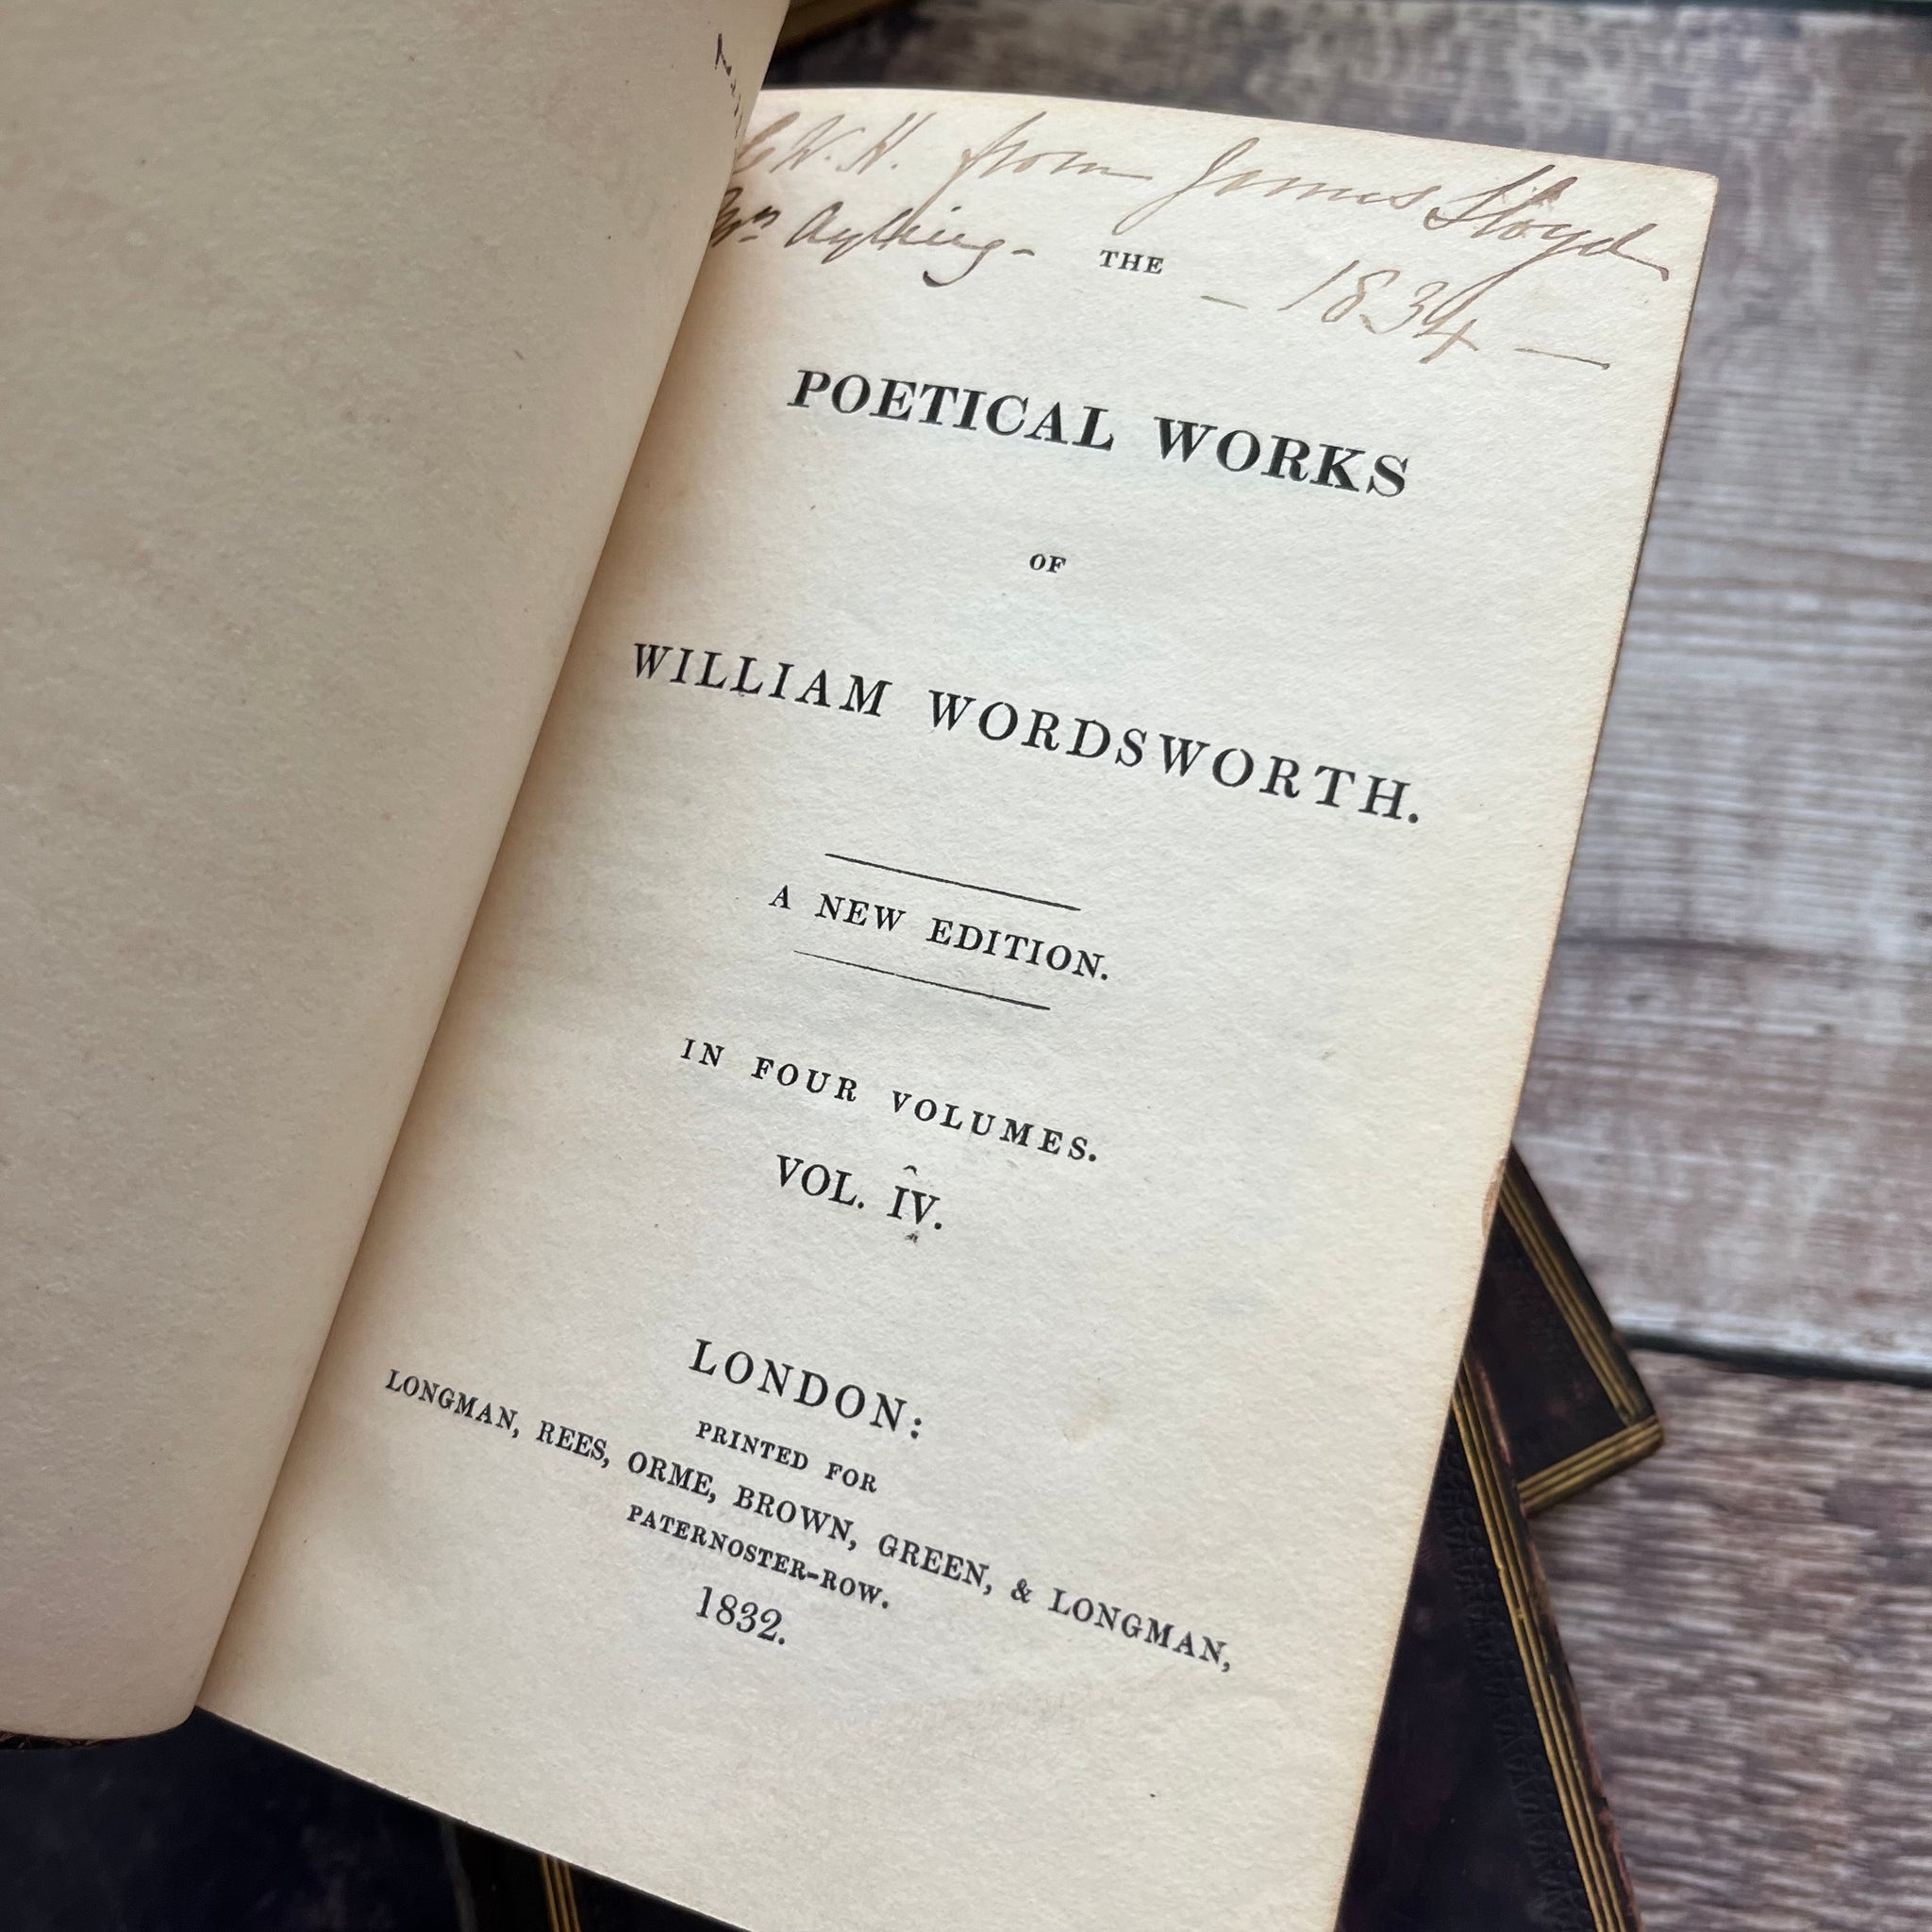 W. H. from James Lloyd
Ayling -
THE
- 1834 -
POETICAL WORKS
OF
WILLIAM WORDSWORTH.
A NEW EDITION.
IN FOUR VOLUMES.
VOL. IV.
LONDON:
PRINTED FOR
LONGMAN, REES, ORME, BROWN, GREEN, & LONGMAN,
PATERNOSTER-ROW.
1832.